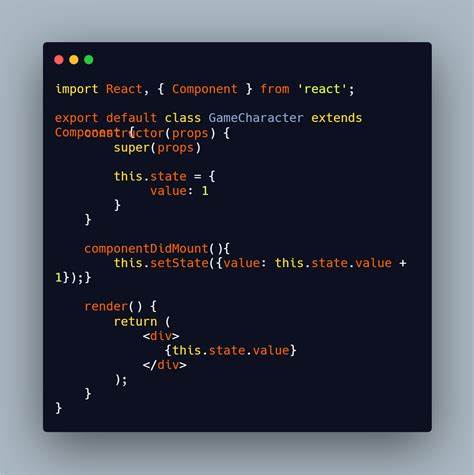 import React, { Component } from 'react';
export default class GameCharacter extends
Component {
constructor(props) {
super(props)
this.state = {
value: 1
}
}
componentDidMount(){
this.setState({value: this.state.value +
1});}
render() {
return (
<div>
{this.state.value}
</div>
);
}
}